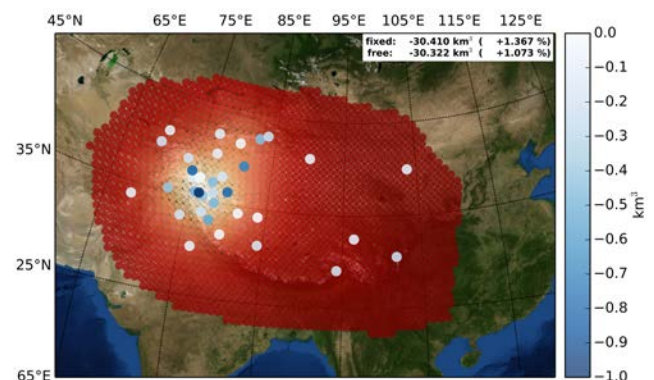 45°N 65°E 75°E 85°E 95°E 105°E 115°E 125°E
fixed: -30.410 km³ ( +1.367 %)
free: -30.322 km³ ( +1.073 %)
35°N
25°N
65°E
0.0
−0.1
−0.2
−0.3
−0.4
−0.5
−0.6
−0.7
−0.8
−0.9
−1.0
km³